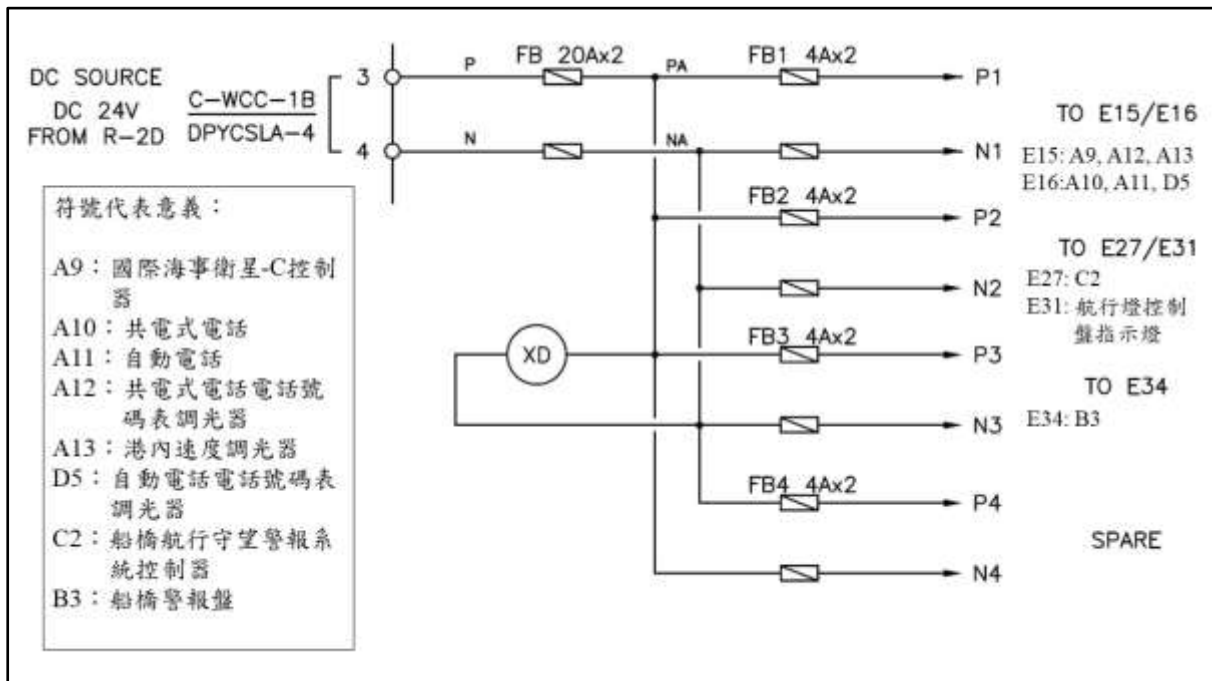 DC SOURCE
DC 24V
FROM R-2D
C-WCC-1B
DPYCSLA-4
3
4
P
N
FB 20Ax2
PA
NA
FB1 4Ax2
P1
N1
TO E15/E16
E15: A9, A12, A13
E16:A10, A11, D5
FB2 4Ax2
P2
N2
TO E27/E31
E27: C2
E31: 航行燈控制
盤指示燈
XD
FB3 4Ax2
P3
N3
TO E34
E34: B3
FB4 4Ax2
P4
N4
SPARE
符號代表意義：
A9：國際海事衛星-C控制
器
A10：共電式電話
A11：自動電話
A12：共電式電話電話號
碼表調光器
A13：港內速度調光器
D5：自動電話電話號碼表
調光器
C2：船橋航行守望警報系
統控制器
B3：船橋警報盤